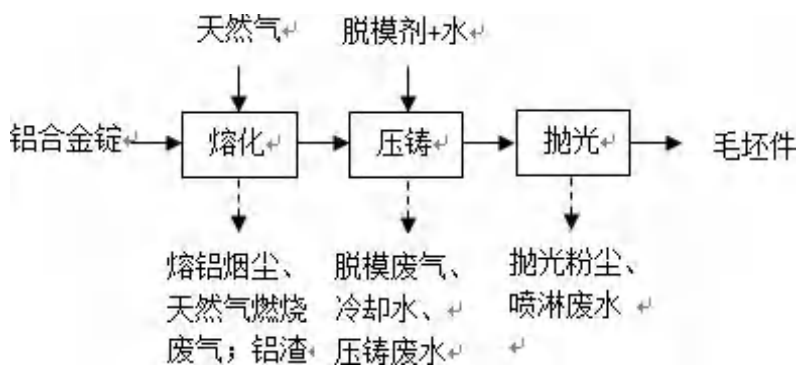 天然气
脱模剂+水
铝合金锭
熔化
压铸
抛光
毛坯件
熔铝烟尘、
天然气燃烧
废气；铝渣
脱模废气、
冷却水、
压铸废水
抛光粉尘、
喷淋废水